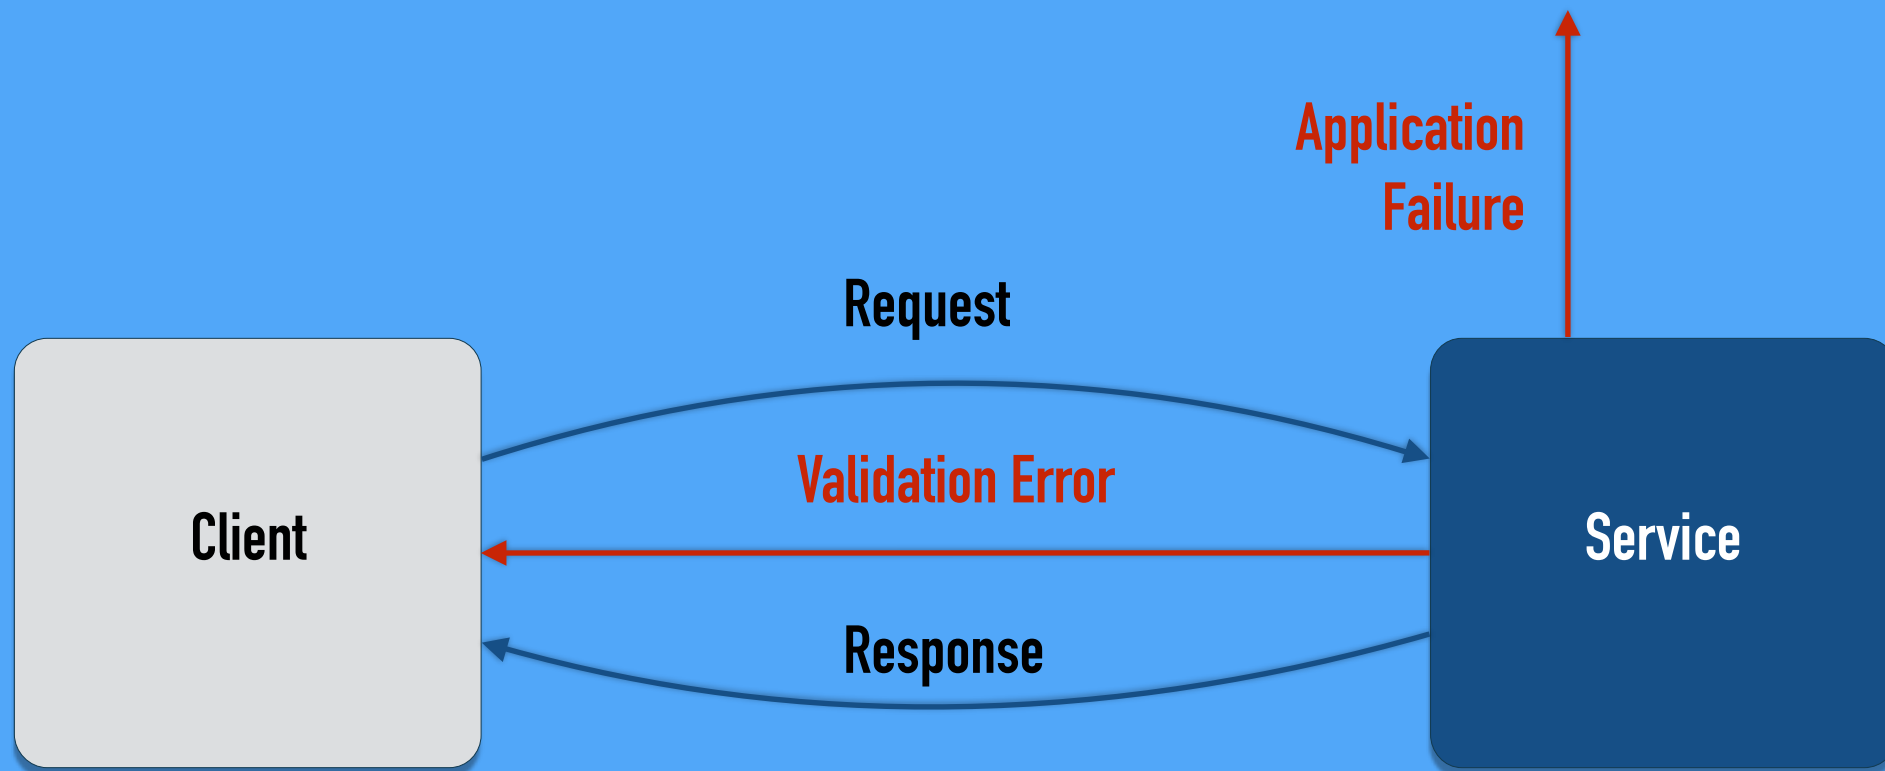 Application
Failure
Request
Validation Error
Client
Service
Response